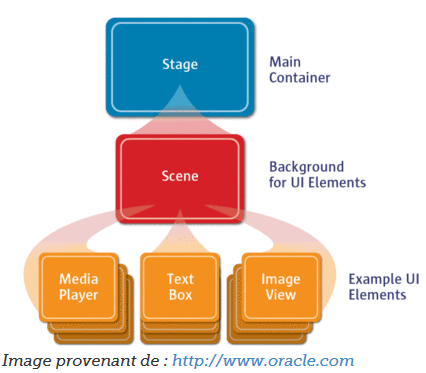 Stage
Main
Container
Scene
Background
for UI Elements
Media
Player
Text
Box
Image
View
Example UI
Elements
Image provenant de : http://www.oracle.com